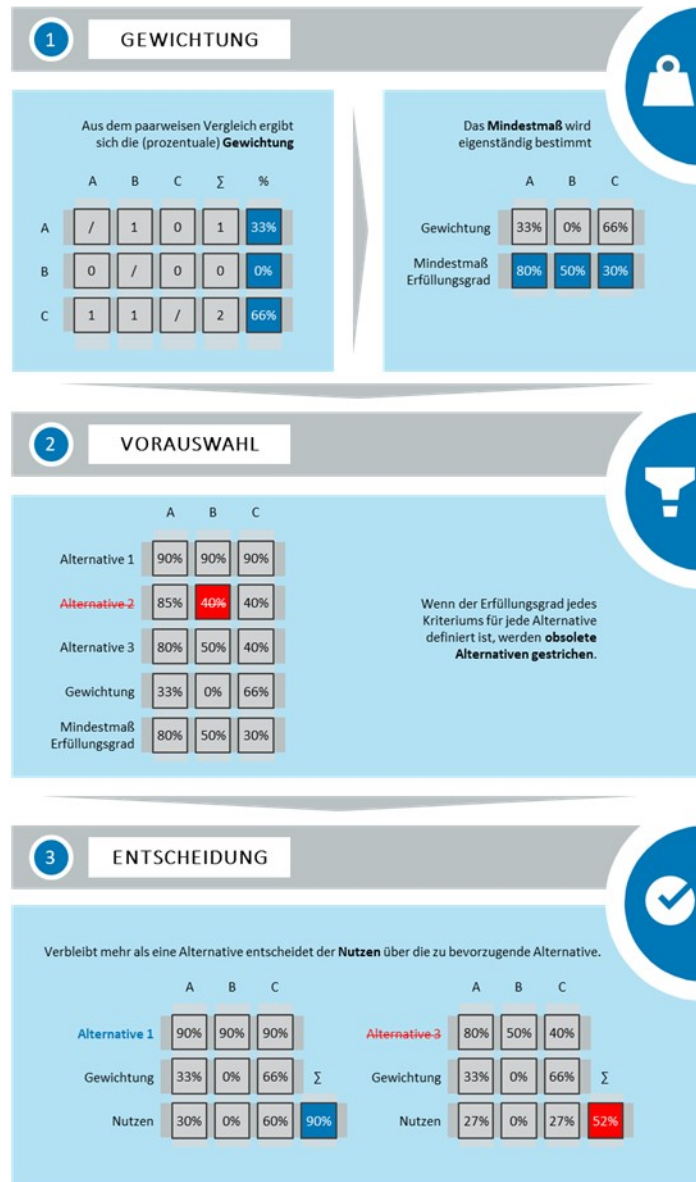 1 GEWICHTUNG
Aus dem paarweisen Vergleich ergibt
sich die (prozentuale) Gewichtung
A B C ∑ %
A / 1 0 1 33%
B 0 / 0 0 0%
C 1 1 / 2 66%
Das Mindestmaß wird
eigenständig bestimmt
A B C
Gewichtung 33% 0% 66%
Mindestmaß
Erfüllungsgrad 80% 50% 30%
2 VORAUSWAHL
A B C
Alternative 1 90% 90% 90%
Alternative 2 85% 40% 40%
Alternative 3 80% 50% 40%
Gewichtung 33% 0% 66%
Mindestmaß
Erfüllungsgrad 80% 50% 30%
Wenn der Erfüllungsgrad jedes
Kriteriums für jede Alternative
definiert ist, werden obsolete
Alternativen gestrichen.
3 ENTSCHEIDUNG
Verbleibt mehr als eine Alternative entscheidet der Nutzen über die zu bevorzugende Alternative.
A B C
Alternative 1 90% 90% 90%
Gewichtung 33% 0% 66% ∑
Nutzen 30% 0% 60% 90%
A B C
Alternative 3 80% 50% 40%
Gewichtung 33% 0% 66% ∑
Nutzen 27% 0% 27% 52%